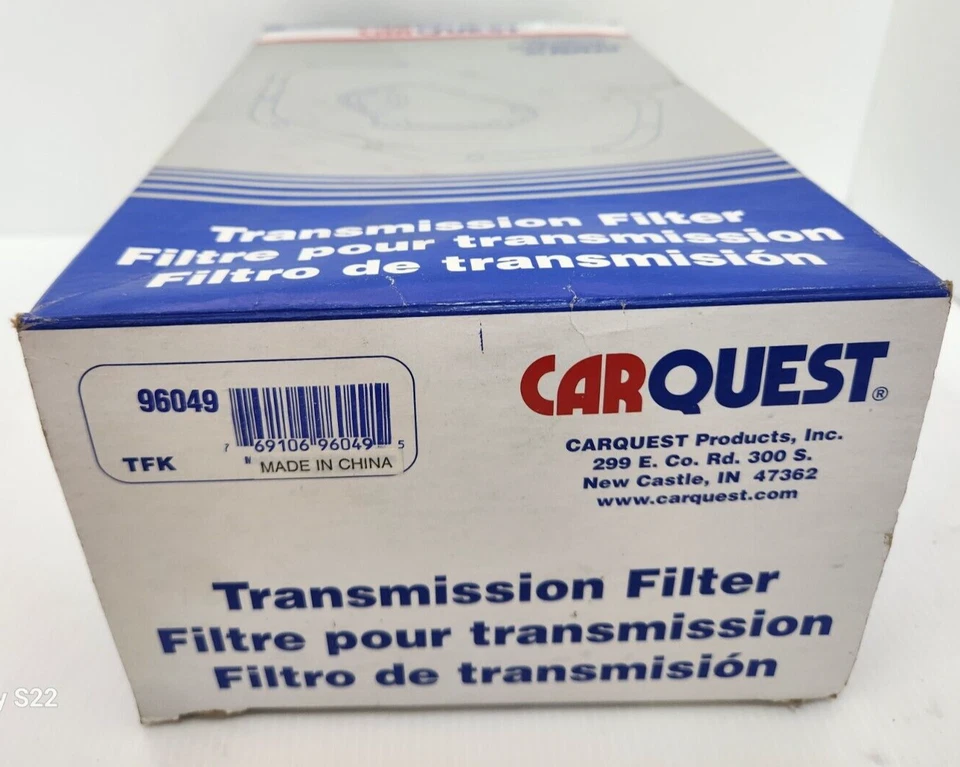 CARQUEST
Transmission Filter
Filtre pour transmission
Filtro de transmisión
96049
7 69106 96049 5
TFK
MADE IN CHINA
CARQUEST®
CARQUEST Products, Inc.
299 E. Co. Rd. 300 S.
New Castle, IN 47362
www.carquest.com
Transmission Filter
Filtre pour transmission
Filtro de transmisión
y S22